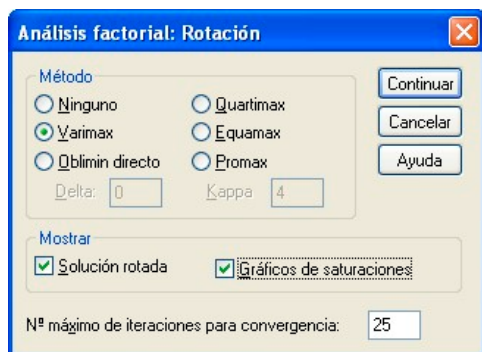 Análisis factorial: Rotación
Método
Ninguno
Quartimax
Varimax
Equamax
Oblimin directo
Promax
Delta: 0
Kappa 4
Continuar
Cancelar
Ayuda
Mostrar
Solución rotada
Gráficos de saturaciones
Nº máximo de iteraciones para convergencia: 25